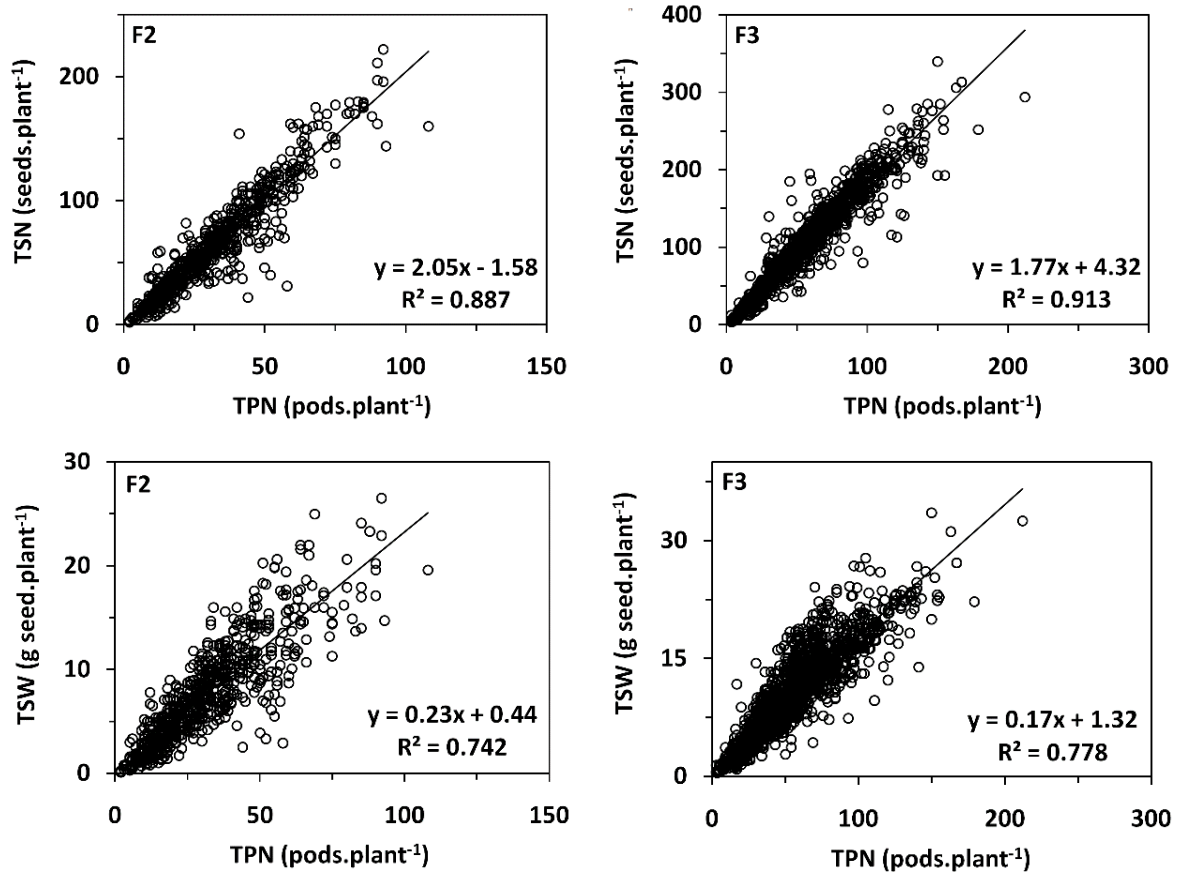 F2
TSN (seeds.plant⁻¹)
200
100
0
y = 2.05x - 1.58
R² = 0.887
0 50 100 150
TPN (pods.plant⁻¹)
F3
TSN (seeds.plant⁻¹)
400
300
200
100
0
y = 1.77x + 4.32
R² = 0.913
0 100 200 300
TPN (pods.plant⁻¹)
F2
TSW (g seed.plant⁻¹)
30
20
10
0
y = 0.23x + 0.44
R² = 0.742
0 50 100 150
TPN (pods.plant⁻¹)
F3
TSW (g seed.plant⁻¹)
30
15
0
y = 0.17x + 1.32
R² = 0.778
0 100 200 300
TPN (pods.plant⁻¹)